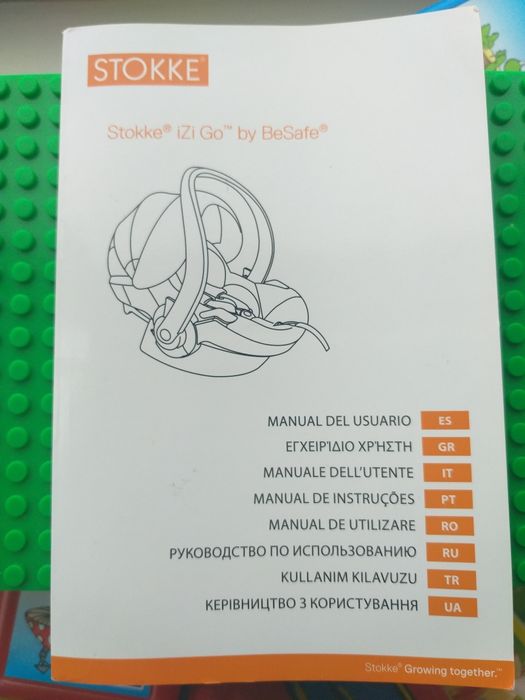 STOKKE®
Stokke® iZi Go™ by BeSafe®
MANUAL DEL USUARIO ES
ΕΓΧΕΙΡΊΔΙΟ ΧΡΉΣΤΗ GR
MANUALE DELL'UTENTE IT
MANUAL DE INSTRUÇÕES PT
MANUAL DE UTILIZARE RO
РУКОВОДСТВО ПО ИСПОЛЬЗОВАНИЮ RU
KULLANIM KILAVUZU TR
КЕРІВНИЦТВО З КОРИСТУВАННЯ UA
Stokke® Growing together.™